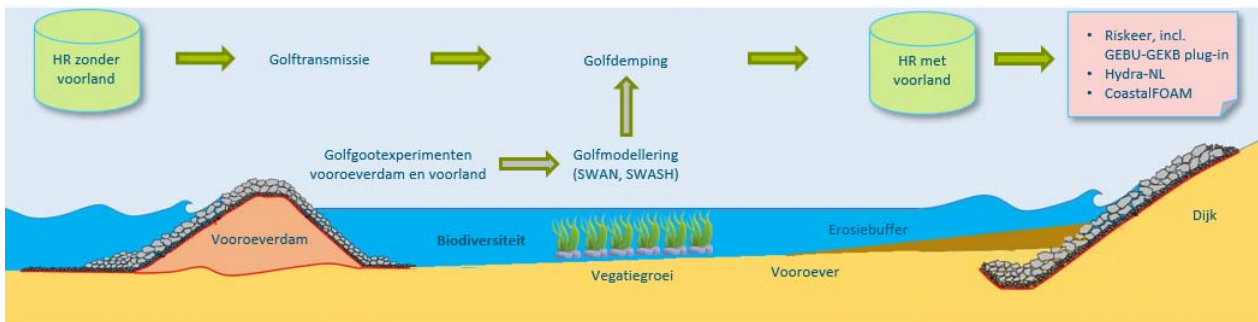 HR zonder
voorland
Golftransmissie
Golfdemping
HR met
voorland
• Riskeer, incl.
GEBU-GEKB plug-in
• Hydra-NL
• CoastalFOAM
Golfgootexperimenten
vooroeverdam en voorland
Golfmodellering
(SWAN, SWASH)
Vooroeverdam
Biodiversiteit
Erosiebuffer
Dijk
Vegatiegroei
Vooroever